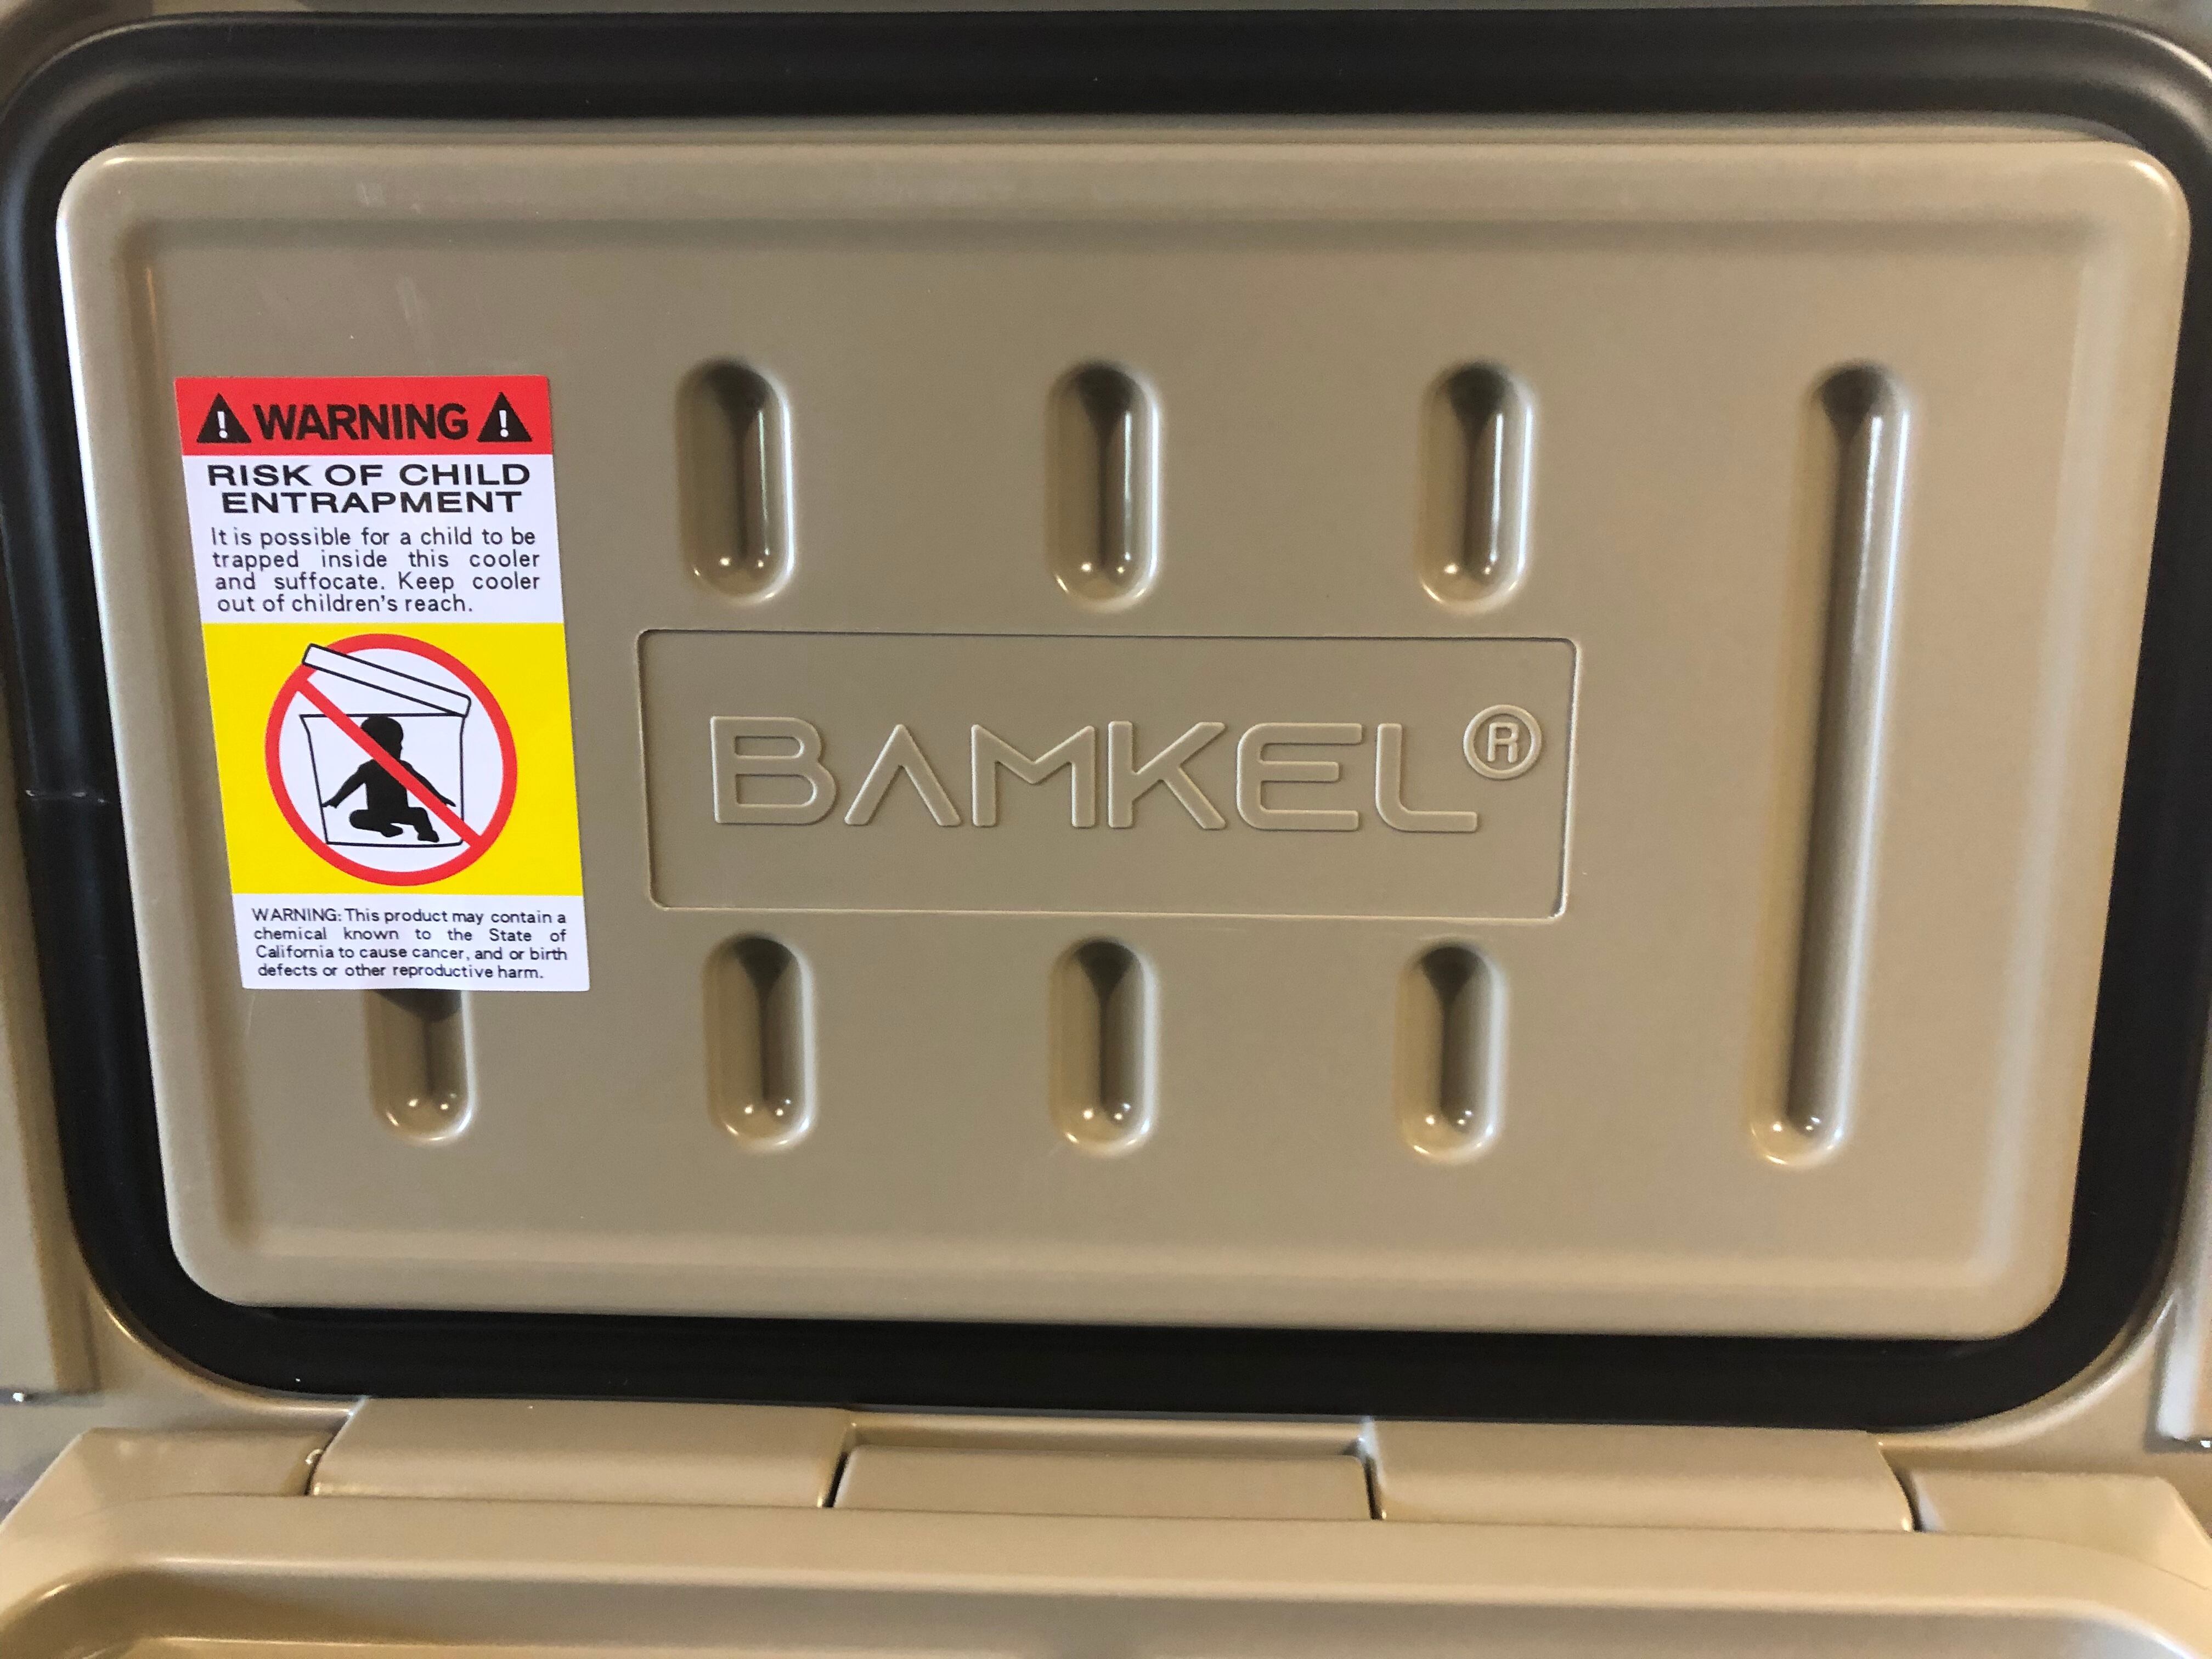 WARNING
RISK OF CHILD
ENTRAPMENT
It is possible for a child to be
trapped inside this cooler
and suffocate. Keep cooler
out of children's reach.
WARNING: This product may contain a
chemical known to the State of
California to cause cancer, and or birth
defects or other reproductive harm.
BAMKEL®